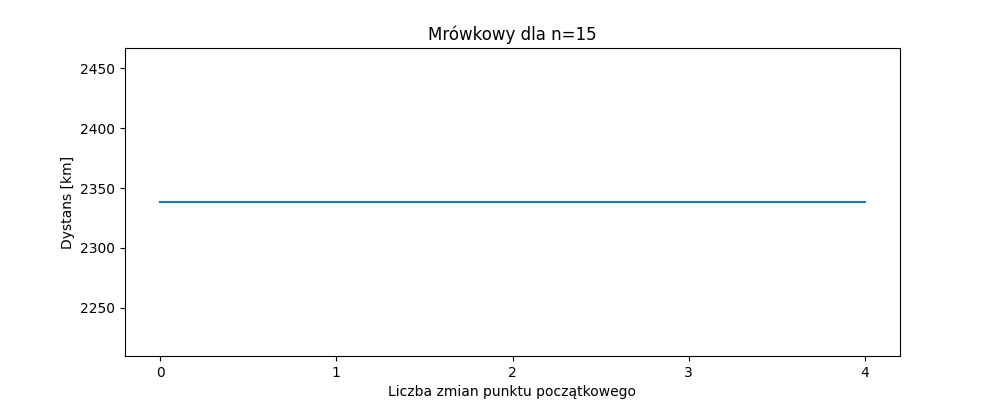 Mrówkowy dla n=15
Dystans [km]
2450
2400
2350
2300
2250
0 1 2 3 4
Liczba zmian punktu początkowego